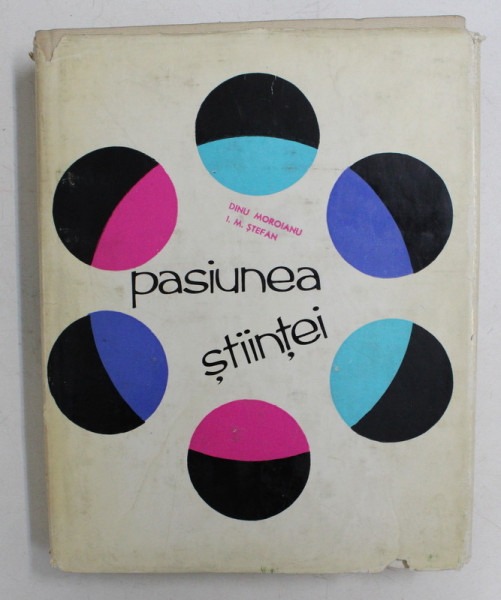 DINU MOROIANU
I. M. ȘTEFAN
pasiunea
științei